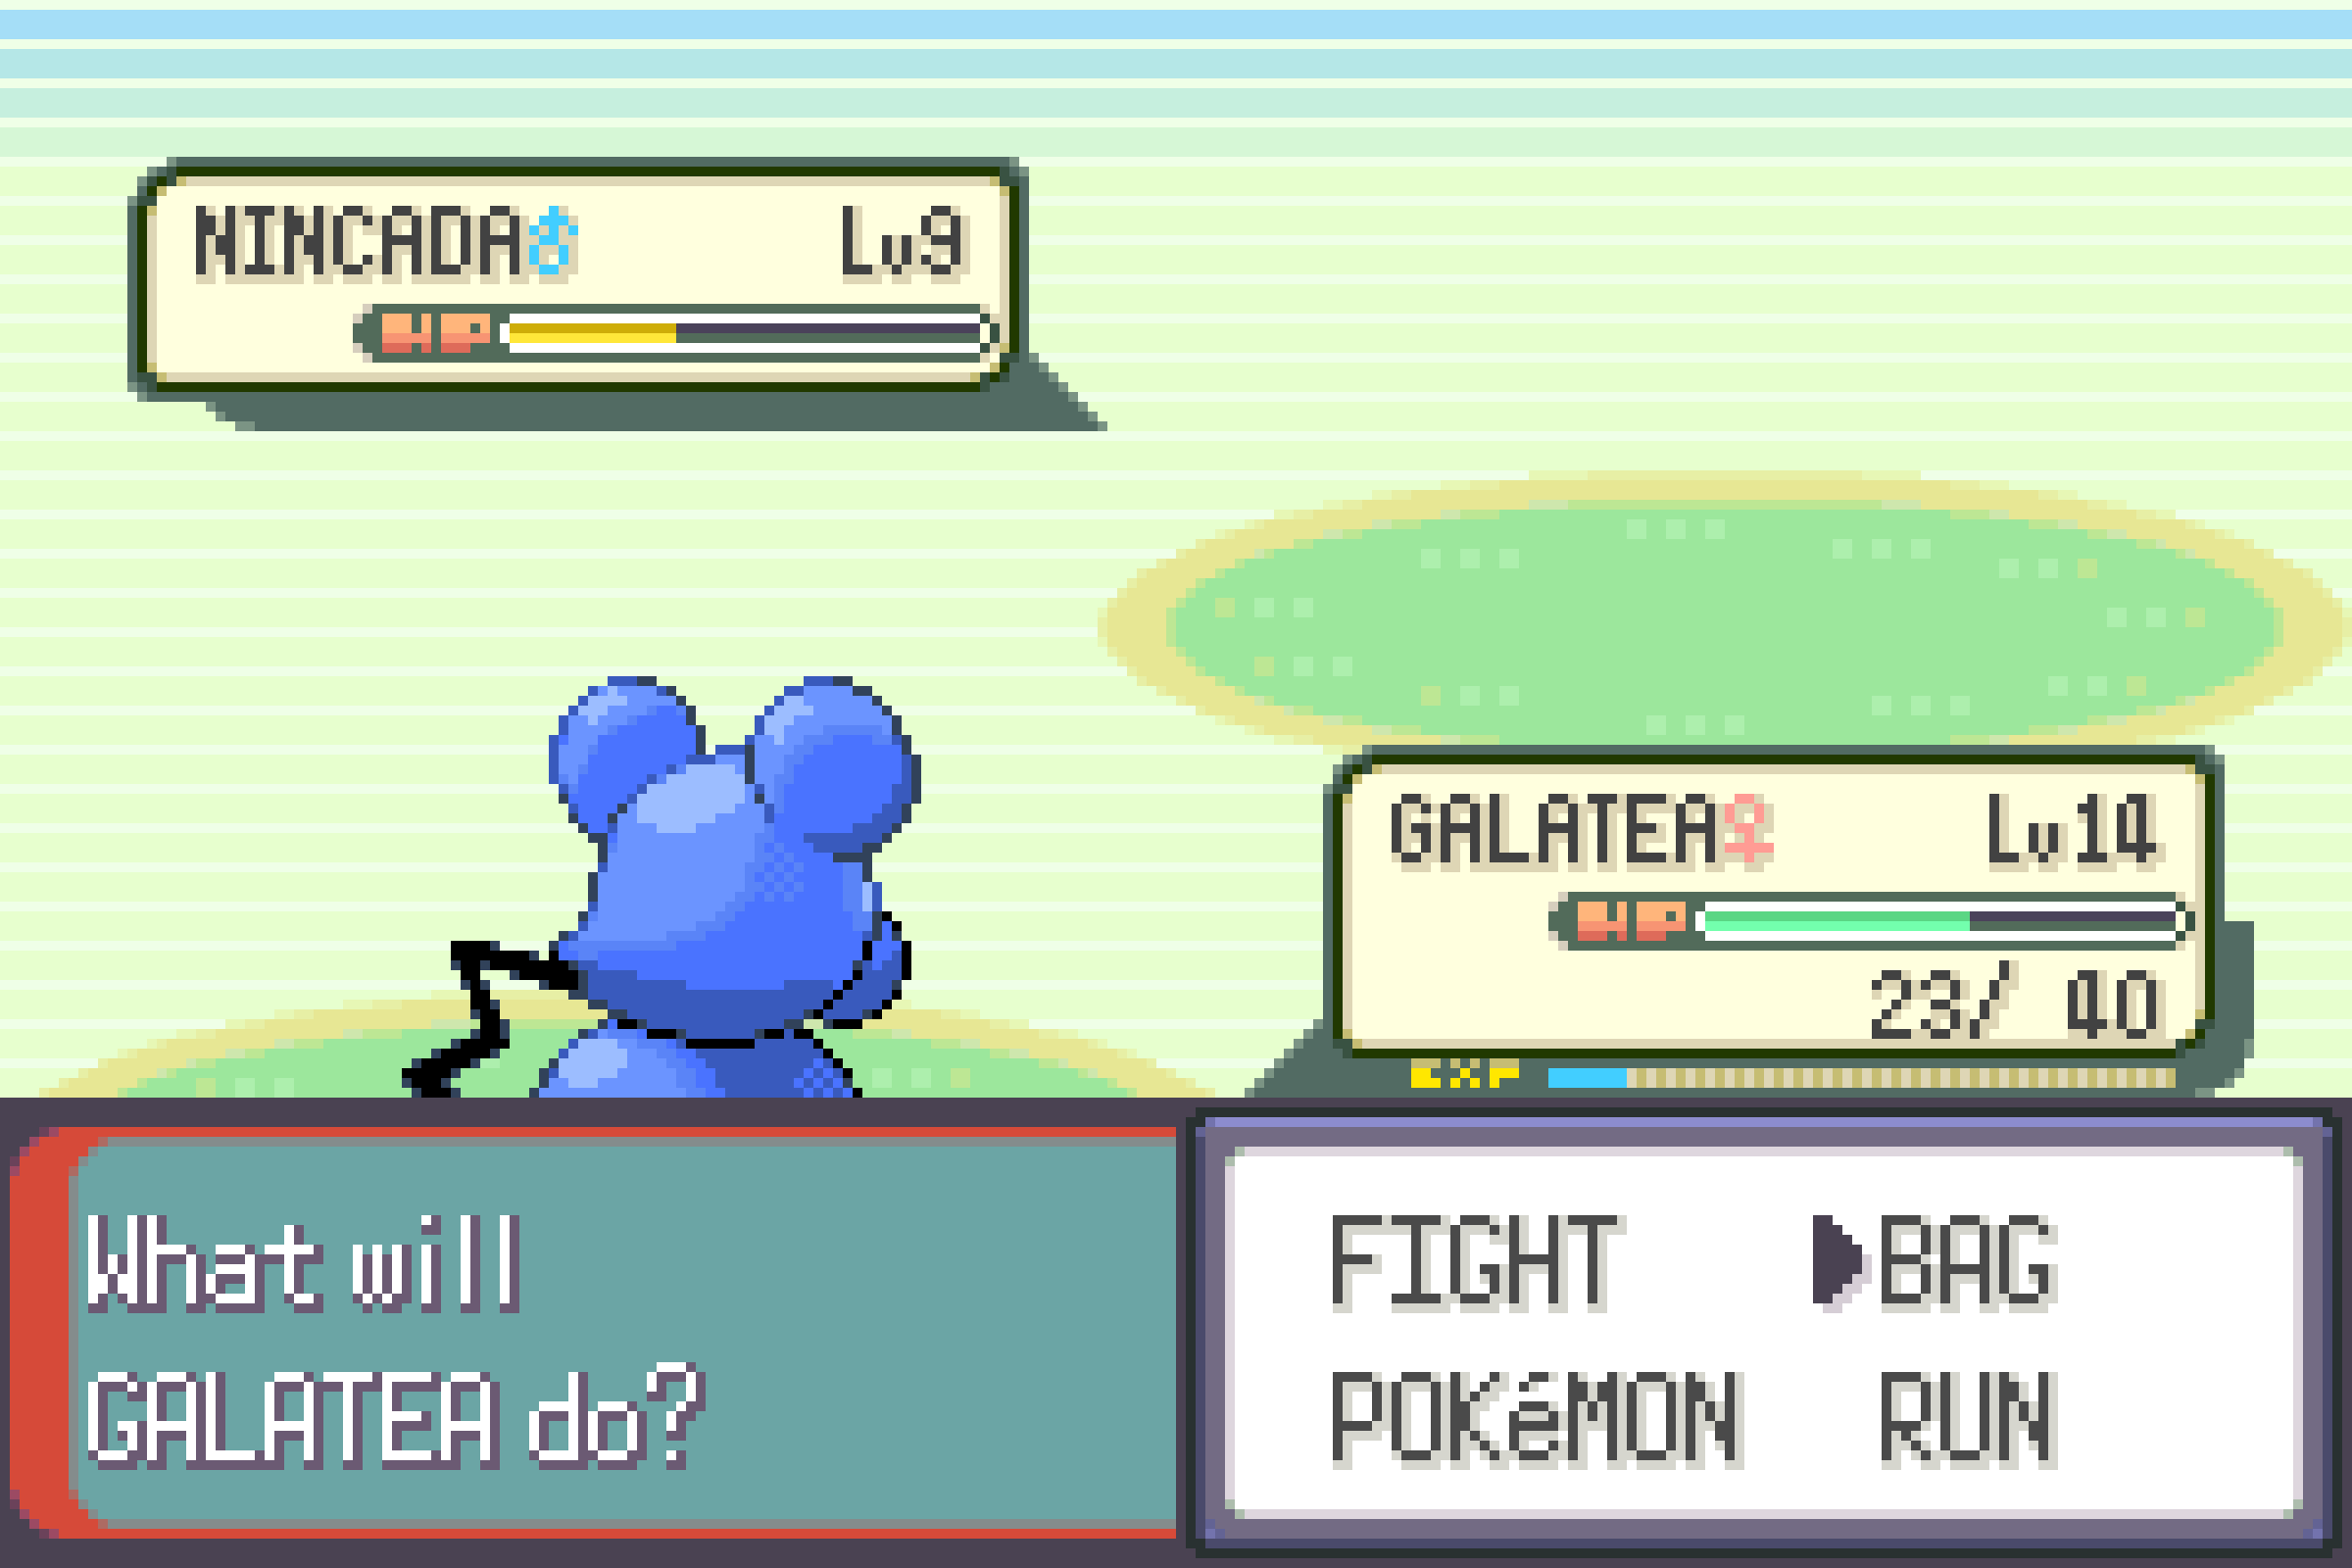 NINCADA♂ Lv9
HP
GALATEA♀ Lv14
HP
23/ 40
EXP
What will
GALATEA do?
FIGHT ▶BAG
POKéMON RUN